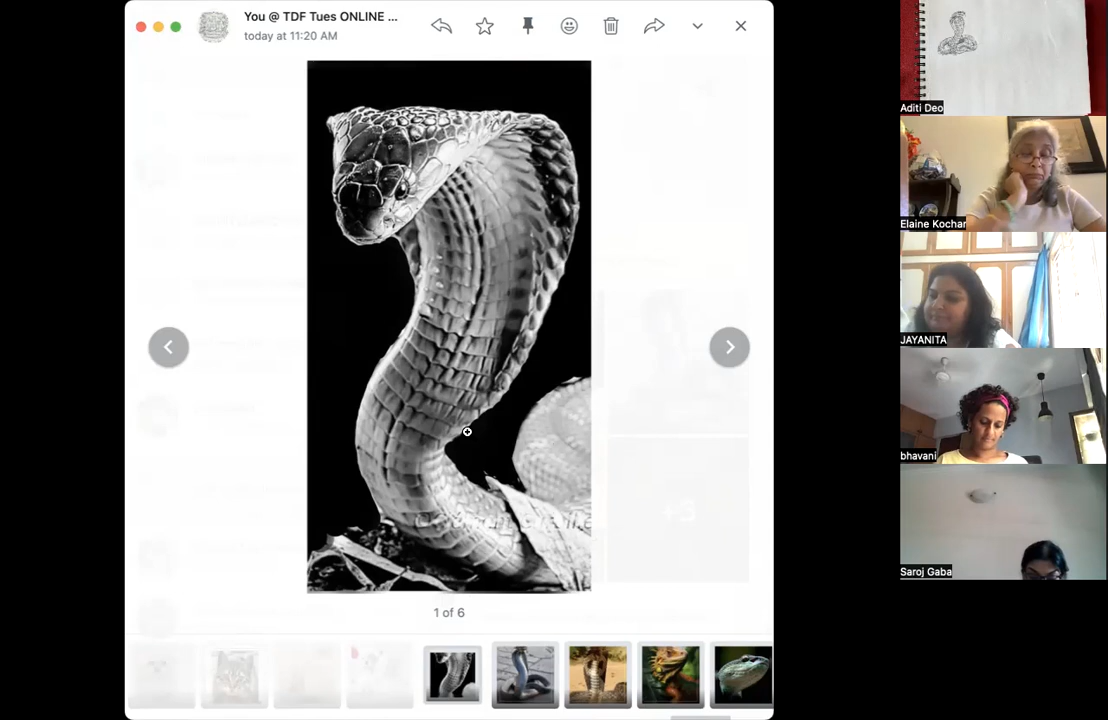 You @ TDF Tues ONLINE ...
today at 11:20 AM
1 of 6
Aditi Deo
Elaine Kochar
JAYANITA
bhavani
Saroj Gaba